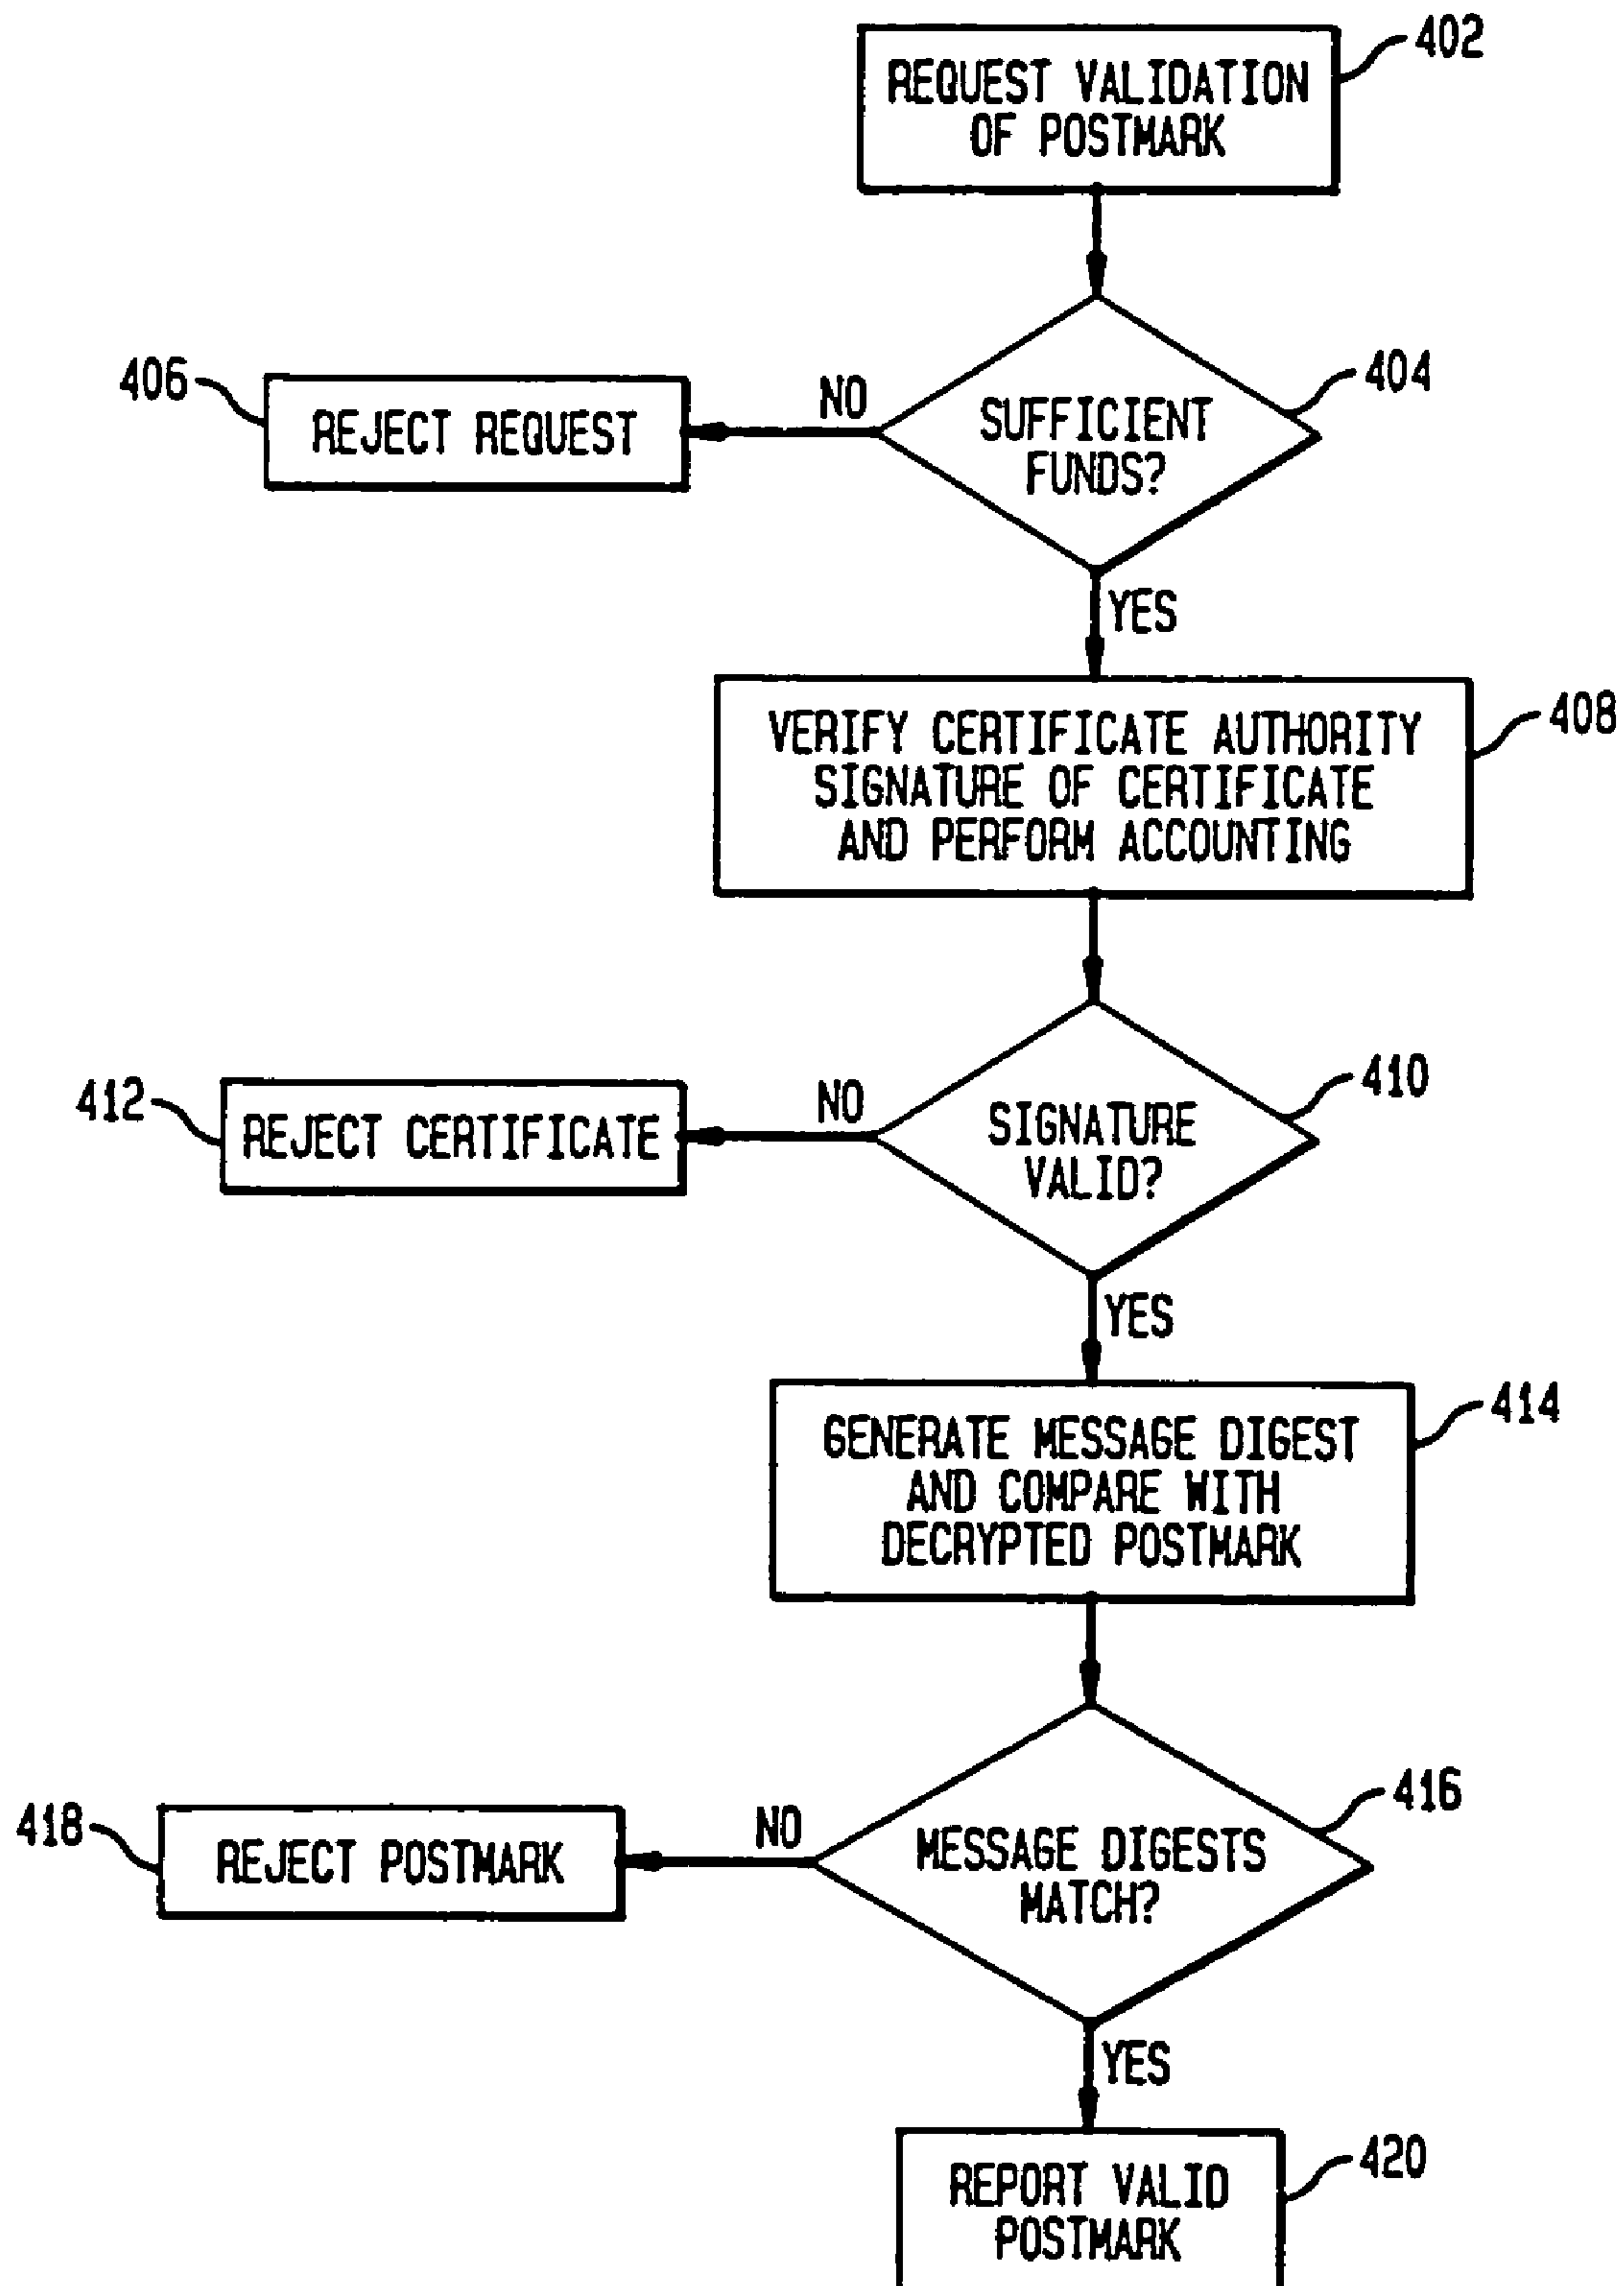 402
REQUEST VALIDATION
OF POSTMARK
404
406
NO
REJECT REQUEST
SUFFICIENT
FUNDS?
YES
408
VERIFY CERTIFICATE AUTHORITY
SIGNATURE OF CERTIFICATE
AND PERFORM ACCOUNTING
410
412
NO
REJECT CERTIFICATE
SIGNATURE
VALID?
YES
414
GENERATE MESSAGE DIGEST
AND COMPARE WITH
DECRYPTED POSTMARK
416
418
NO
REJECT POSTMARK
MESSAGE DIGESTS
MATCH?
YES
420
REPORT VALID
POSTMARK